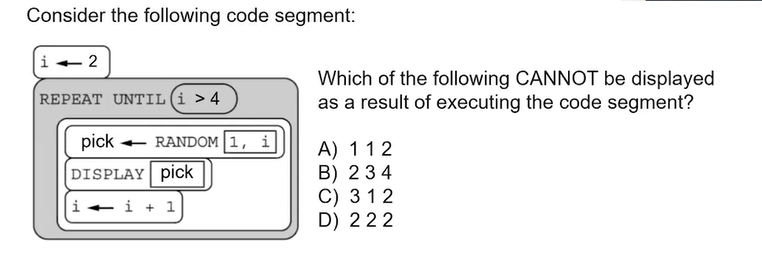 Consider the following code segment:
i ← 2
REPEAT UNTIL i > 4
pick ← RANDOM 1, i
DISPLAY pick
i ← i + 1
Which of the following CANNOT be displayed
as a result of executing the code segment?
A) 1 1 2
B) 2 3 4
C) 3 1 2
D) 2 2 2